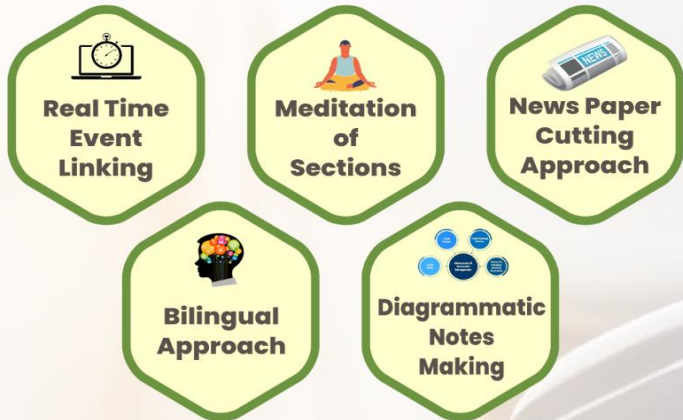 Real Time
Event
Linking
Meditation
of
Sections
NEWS
News Paper
Cutting
Approach
Bilingual
Approach
Diagrammatic
Notes
Making